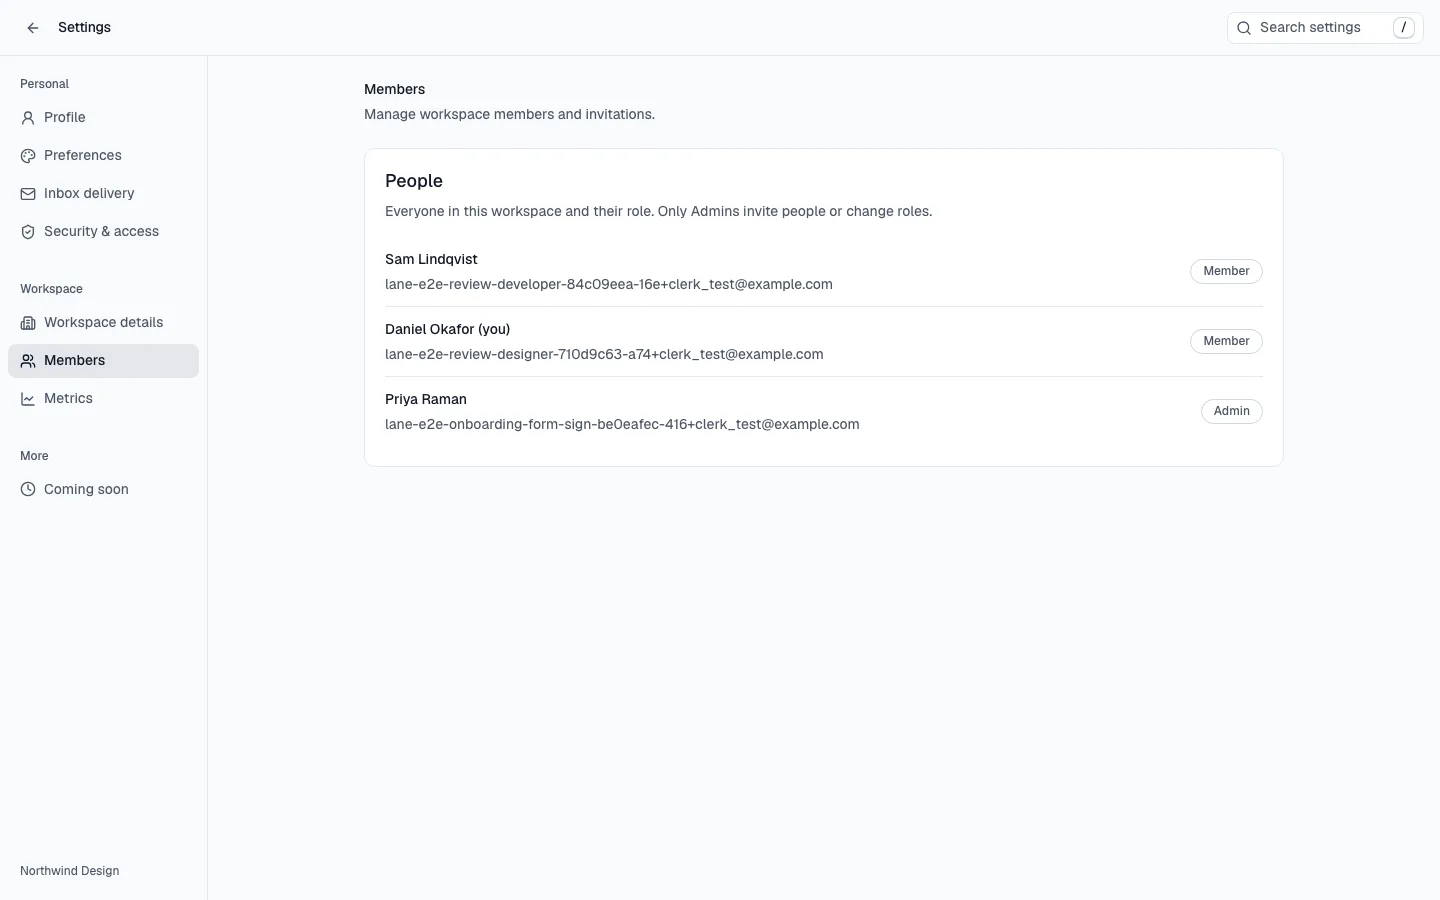 Settings
Search settings
/
Personal
Profile
Preferences
Inbox delivery
Security & access
Workspace
Workspace details
Members
Metrics
More
Coming soon
Northwind Design
Members
Manage workspace members and invitations.
People
Everyone in this workspace and their role. Only Admins invite people or change roles.
Sam Lindqvist
lane-e2e-review-developer-84c09eea-16e+clerk_test@example.com
Member
Daniel Okafor (you)
lane-e2e-review-designer-710d9c63-a74+clerk_test@example.com
Member
Priya Raman
lane-e2e-onboarding-form-sign-be0eafec-416+clerk_test@example.com
Admin